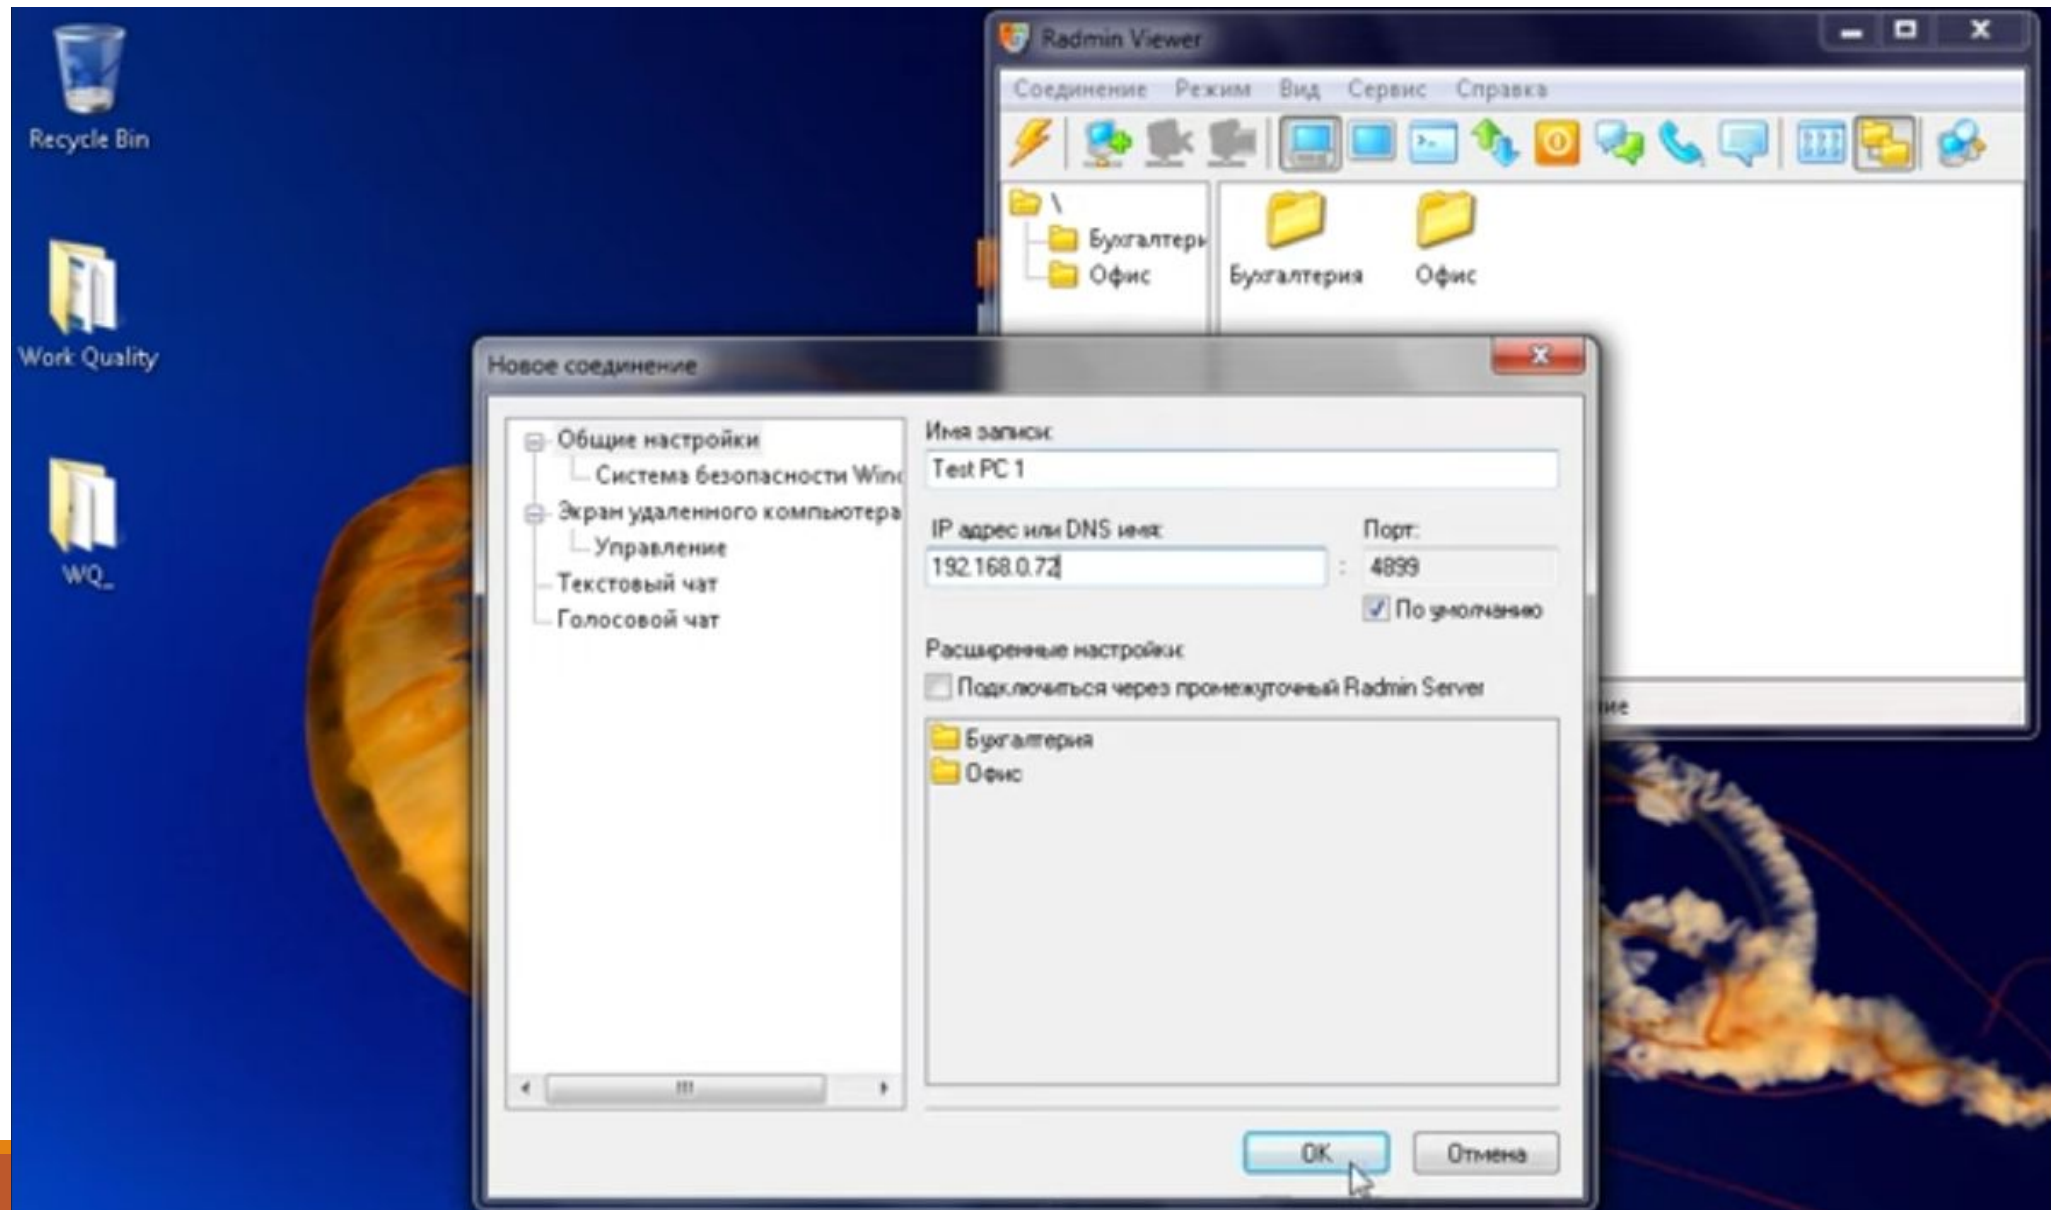 Recycle Bin
Work Quality
WQ_
Radmin Viewer
Соединение Режим Вид Сервис Справка
\
Бухгалтери
Офис
Бухгалтерия Офис
Новое соединение
Общие настройки
Система безопасности Wind
Экран удаленного компьютера
Управление
Текстовый чат
Голосовой чат
Имя записи:
Test PC 1
IP адрес или DNS имя: Порт:
192.168.0.72 : 4899
По умолчанию
Расширенные настройки:
Подключиться через промежуточный Radmin Server
Бухгалтерия
Офис
ие
OK Отмена